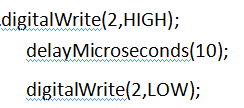 digitalWrite(2,HIGH);
delayMicroseconds(10);
digitalWrite(2,LOW);